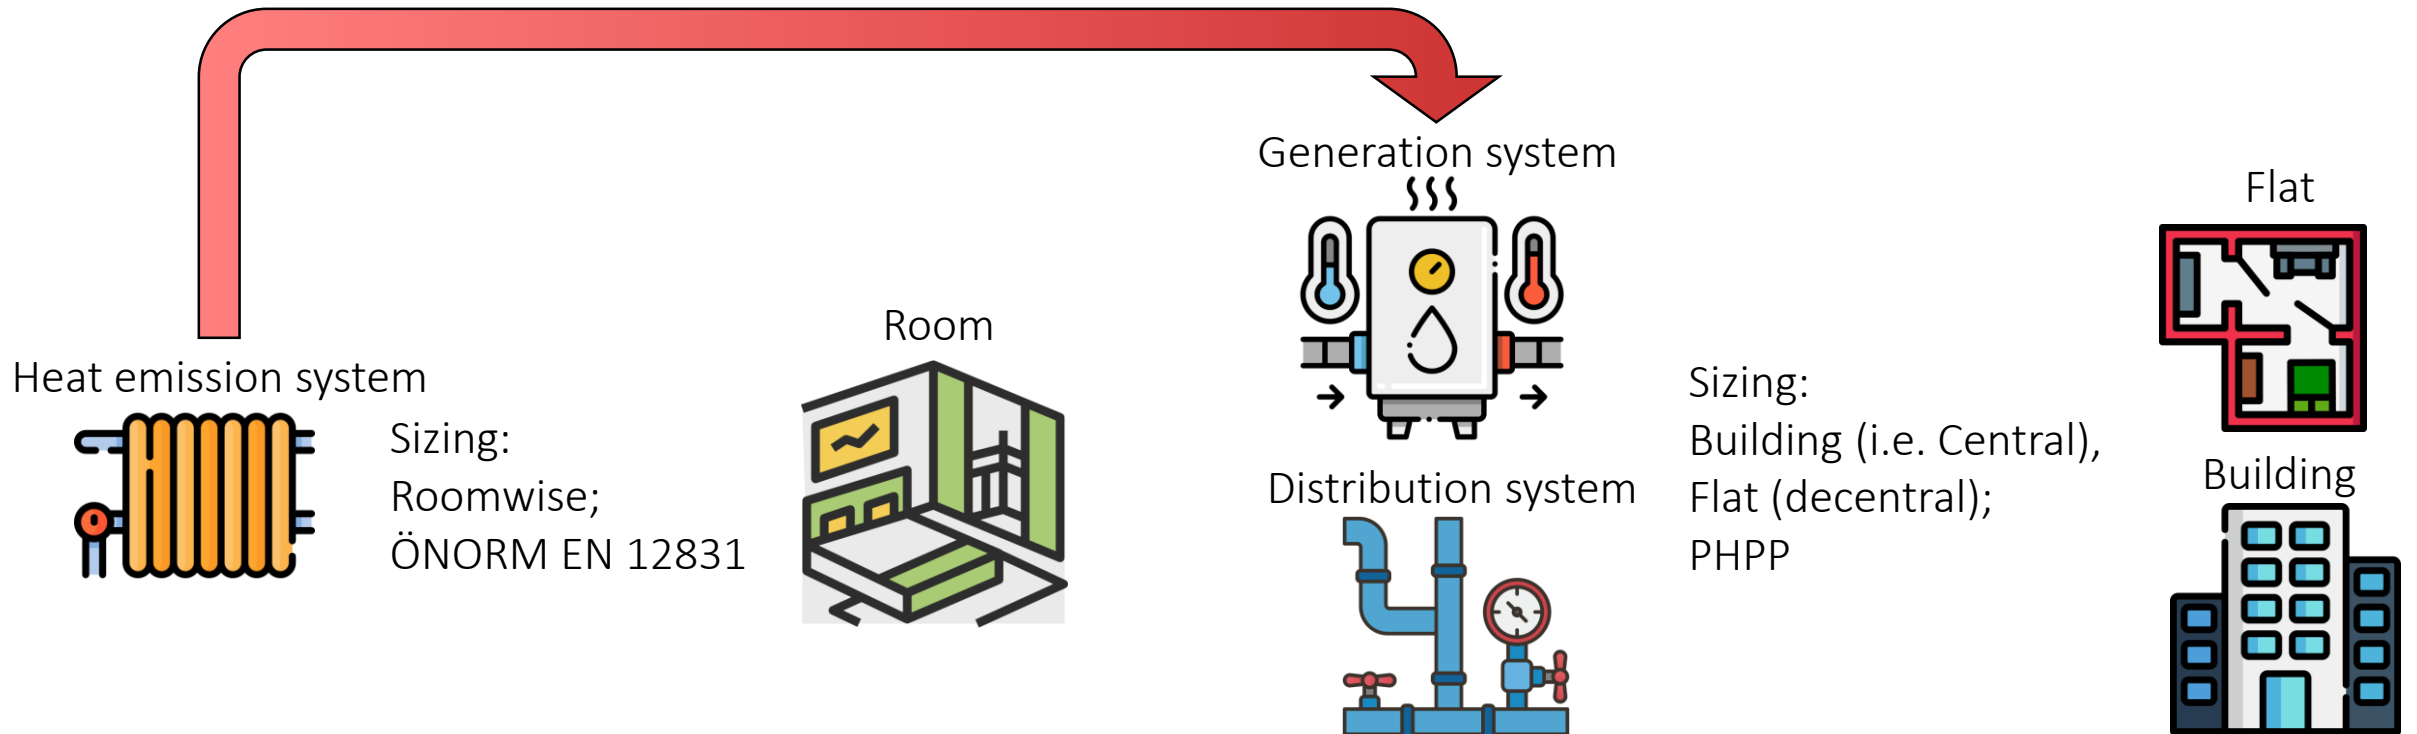 Heat emission system
Sizing:
Roomwise;
ÖNORM EN 12831
Room
Generation system
Distribution system
Sizing:
Building (i.e. Central),
Flat (decentral);
PHPP
Flat
Building